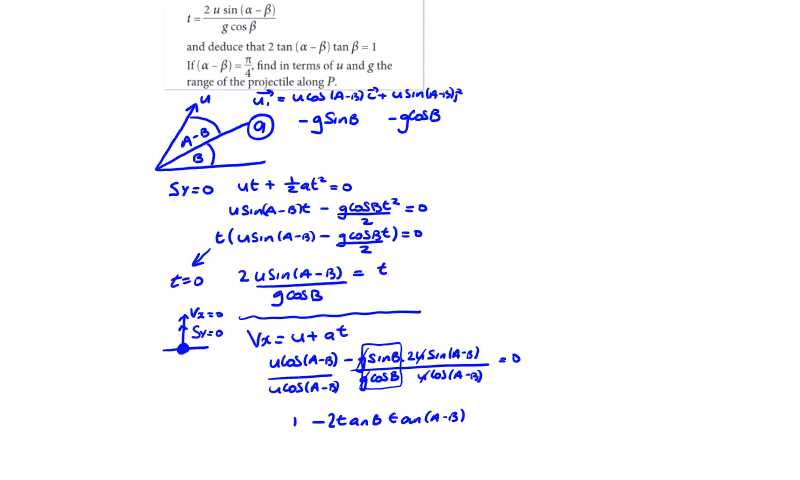 t = 2 u sin (α – β) / g cos β
and deduce that 2 tan (α – β) tan β = 1
If (α – β) = π/4, find in terms of u and g the
range of the projectile along P.
u
u₁ = u cos (A-B) i + u sin (A-B) j
A-B
a
- g sin B - g cos B
B
Sy = 0 ut + 1/2 at² = 0
u sin (A-B) t - g cos B t² / 2 = 0
t ( u sin (A-B) - g cos B t / 2 ) = 0
t = 0 2 u sin (A-B) / g cos B = t
Vx = 0
Sy = 0
Vx = u + at
u cos (A-B) / u cos (A-B) - g sin B . 2 u sin (A-B) / g cos B u cos (A-B) = 0
1 - 2 tan B tan (A-B)